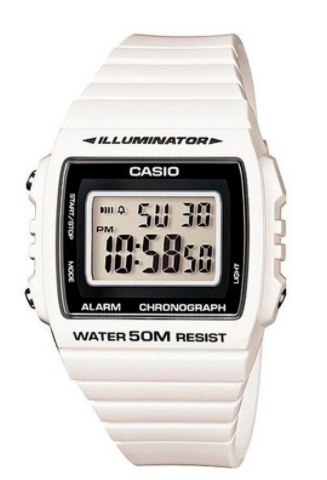 ILLUMINATOR
CASIO
START/STOP
SU 30
PM
10:58 50
MODE
LIGHT
ALARM CHRONOGRAPH
WATER 50M RESIST